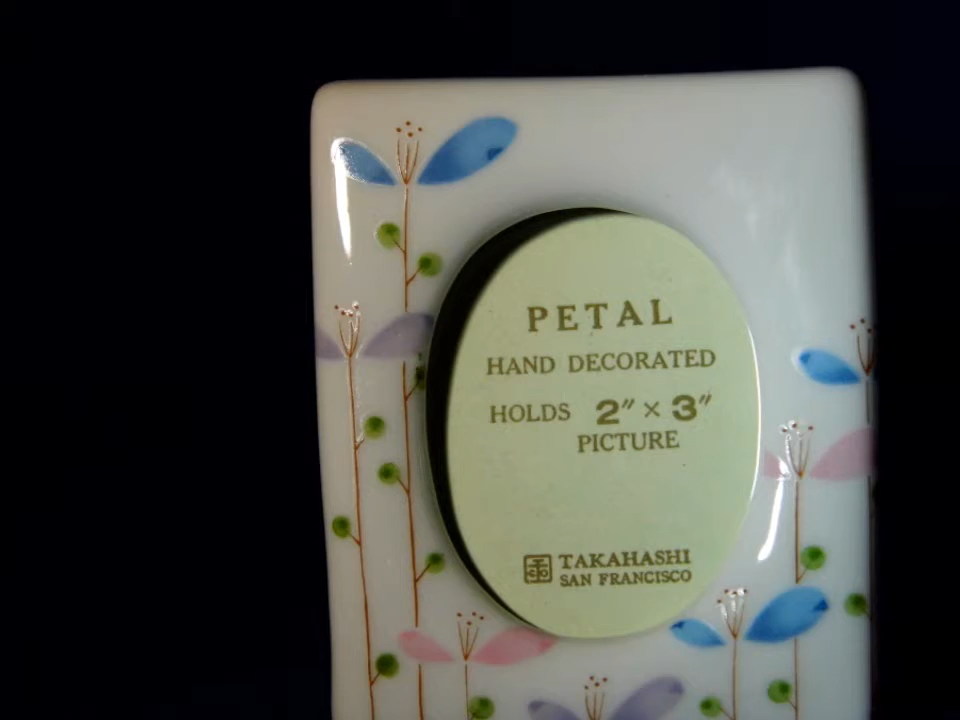 PETAL
HAND DECORATED
HOLDS 2" × 3"
PICTURE
TAKAHASHI
SAN FRANCISCO